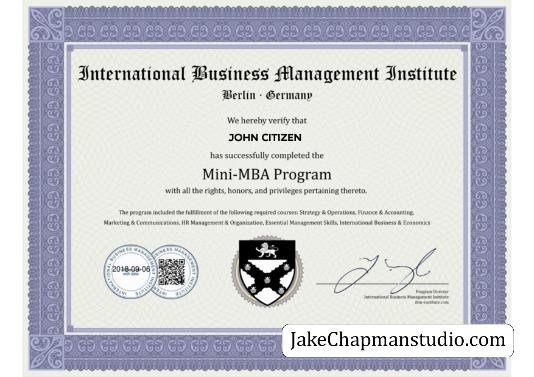 International Business Management Institute
Berlin · Germany
We hereby verify that
JOHN CITIZEN
has successfully completed the
Mini-MBA Program
with all the rights, honors, and privileges pertaining thereto.
The program included the fulfillment of the following required courses: Strategy & Operations, Finance & Accounting,
Marketing & Communications, HR Management & Organization, Essential Management Skills, International Business & Economics
INTERNATIONAL BUSINESS MANAGEMENT INSTITUTE
2018-09-06
Program Director
International Business Management Institute
ibm-institute.com
JakeChapmanstudio.com